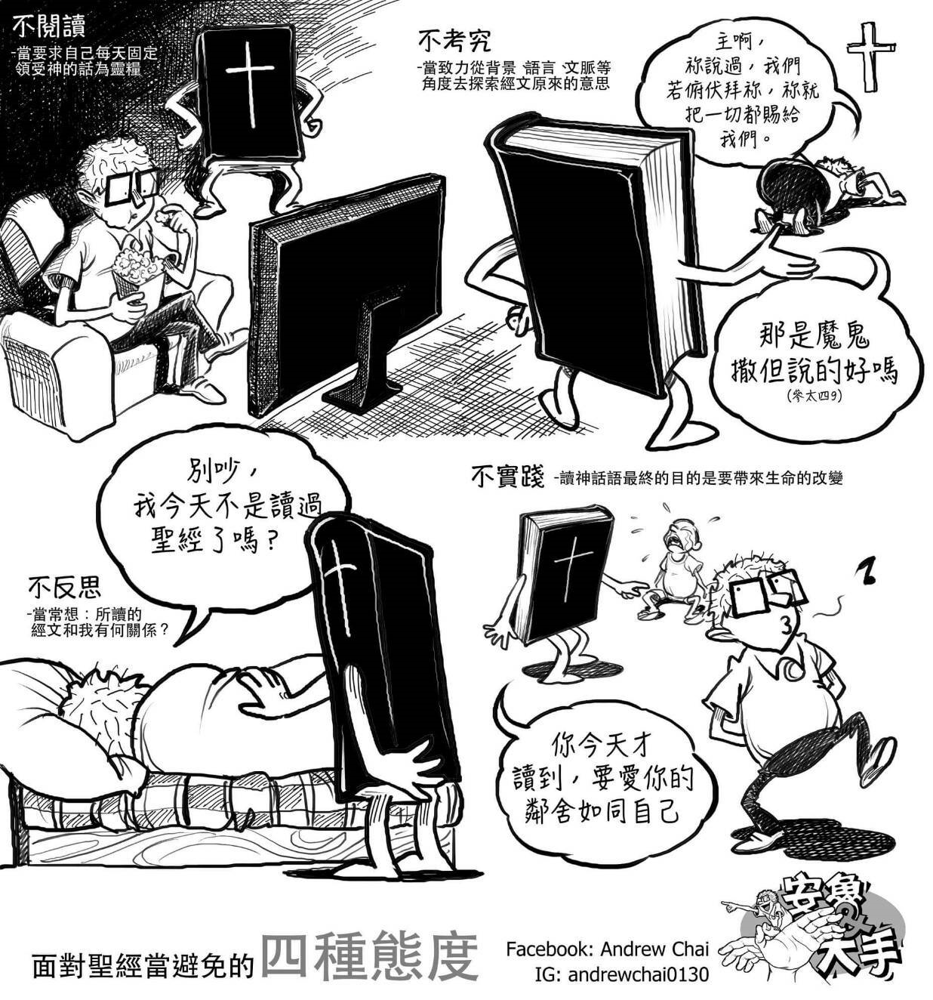 不閱讀
-當要求自己每天固定
領受神的話為靈糧
不考究
-當致力從背景、語言、文脈等
角度去探索經文原來的意思
主啊，
祢說過，我們
若俯伏拜祢，祢就
把一切都賜給
我們。
那是魔鬼
撒但說的好嗎
(參太四9)
別吵，
我今天不是讀過
聖經了嗎？
不反思
-當常想：所讀的
經文和我有何關係？
不實踐 -讀神話語最終的目的是要帶來生命的改變
你今天才
讀到，要愛你的
鄰舍如同自己
面對聖經當避免的四種態度
Facebook: Andrew Chai
IG: andrewchai0130
安魯
&
大手